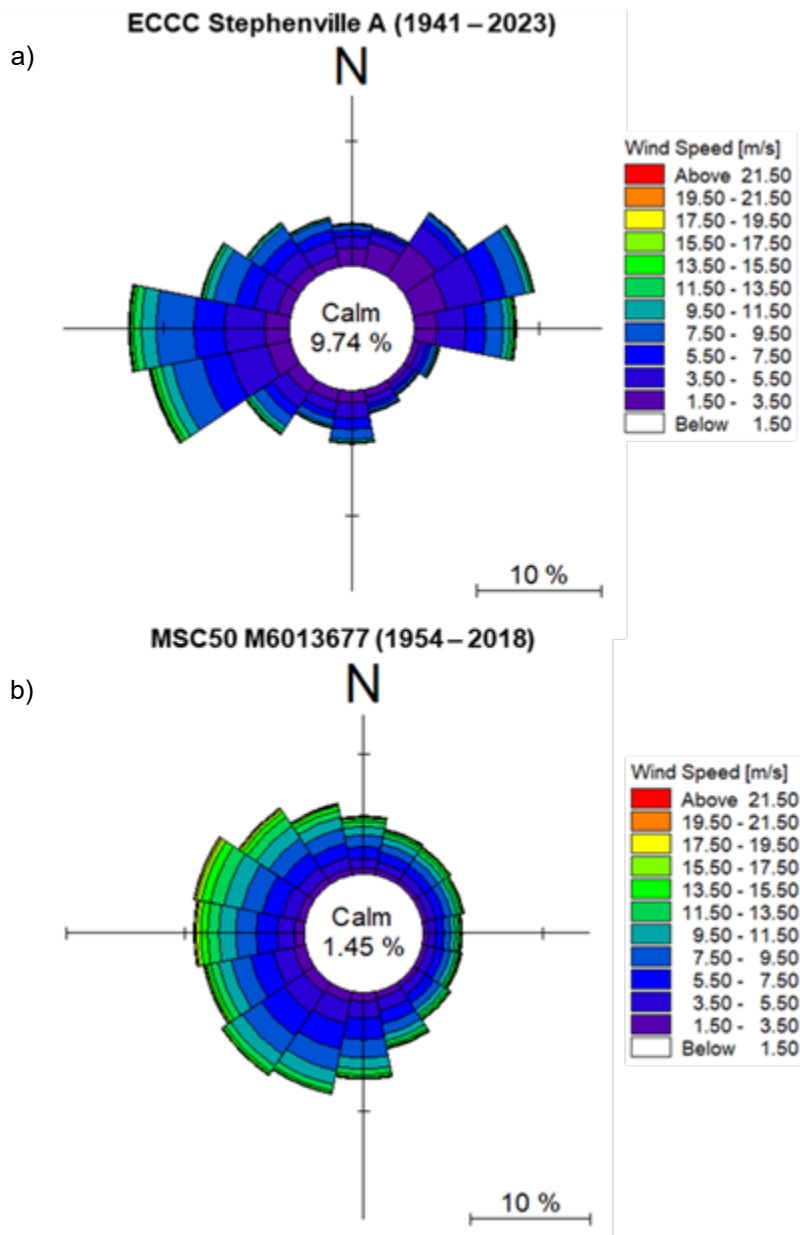 ECCC Stephenville A (1941 – 2023)
a)
N
Wind Speed [m/s]
Above 21.50
19.50 - 21.50
17.50 - 19.50
15.50 - 17.50
13.50 - 15.50
11.50 - 13.50
9.50 - 11.50
7.50 - 9.50
5.50 - 7.50
3.50 - 5.50
1.50 - 3.50
Below 1.50
Calm
9.74 %
10 %
MSC50 M6013677 (1954 – 2018)
b)
N
Wind Speed [m/s]
Above 21.50
19.50 - 21.50
17.50 - 19.50
15.50 - 17.50
13.50 - 15.50
11.50 - 13.50
9.50 - 11.50
7.50 - 9.50
5.50 - 7.50
3.50 - 5.50
1.50 - 3.50
Below 1.50
Calm
1.45 %
10 %